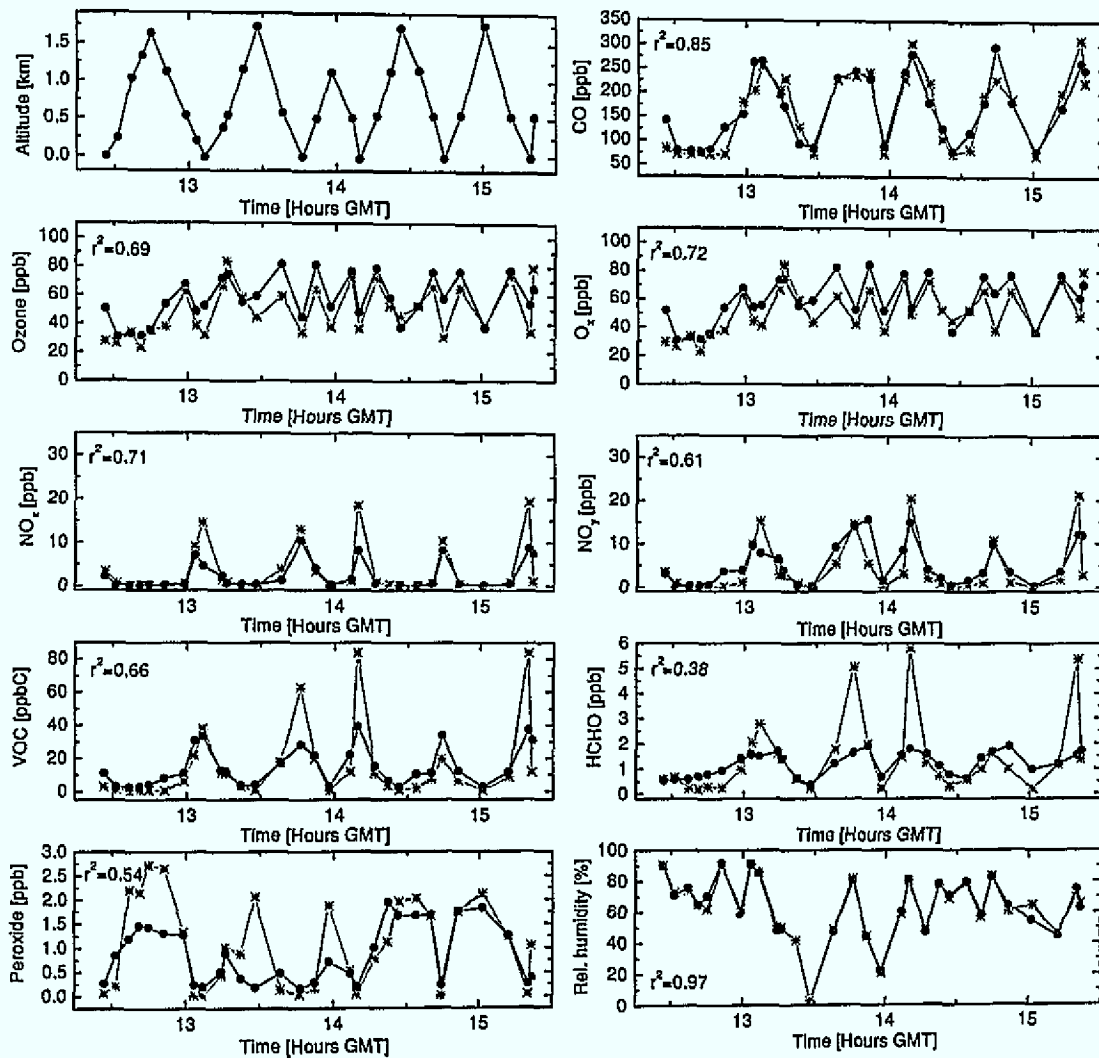 1.5
1.0
0.5
0.0
Altitude [km]
13
14
15
Time [Hours GMT]
r²=0.85
350
300
250
200
150
100
50
CO [ppb]
13
14
15
Time [Hours GMT]
r²=0.69
100
80
60
40
20
0
Ozone [ppb]
13
14
15
Time [Hours GMT]
r²=0.72
100
80
60
40
20
0
Oₓ [ppb]
13
14
15
Time [Hours GMT]
r²=0.71
30
20
10
0
NOₓ [ppb]
13
14
15
Time [Hours GMT]
r²=0.61
30
20
10
0
NOy [ppb]
13
14
15
Time [Hours GMT]
r²=0.66
80
60
40
20
0
VOC [ppbC]
13
14
15
Time [Hours GMT]
r²=0.38
6
5
4
3
2
1
0
HCHO [ppb]
13
14
15
Time [Hours GMT]
r²=0.54
3.0
2.5
2.0
1.5
1.0
0.5
0.0
Peroxide [ppb]
13
14
15
Time [Hours GMT]
r²=0.97
100
80
60
40
20
0
Rel. humidity [%]
13
14
15
Time [Hours GMT]